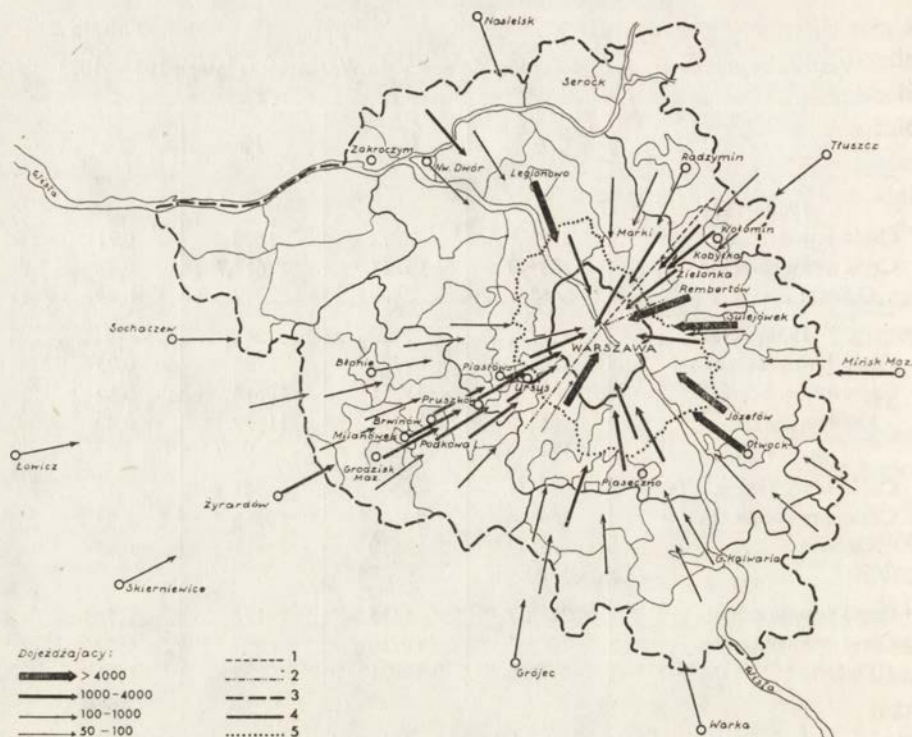 Nasielsk
Serock
Zakroczym
Nw. Dwór
Legionowo
Radzymin
Tłuszcz
Wisła
Marki
Wołomin
Kobyłka
Zielonka
Rembertów
Sulejówek
Sochaczew
WARSZAWA
Błonie
Piastów
Ursus
Mińsk Maz.
Pruszków
Brwinów
Milanówek
Podkowa L.
Józefów
Otwock
Łowicz
Grodzisk
Maz.
Żyrardów
Piaseczno
Skierniewice
G. Kalwaria
Grójec
Wisła
Warka
Dojeżdżający:
> 4000
1000-4000
100-1000
50-100
1
2
3
4
5